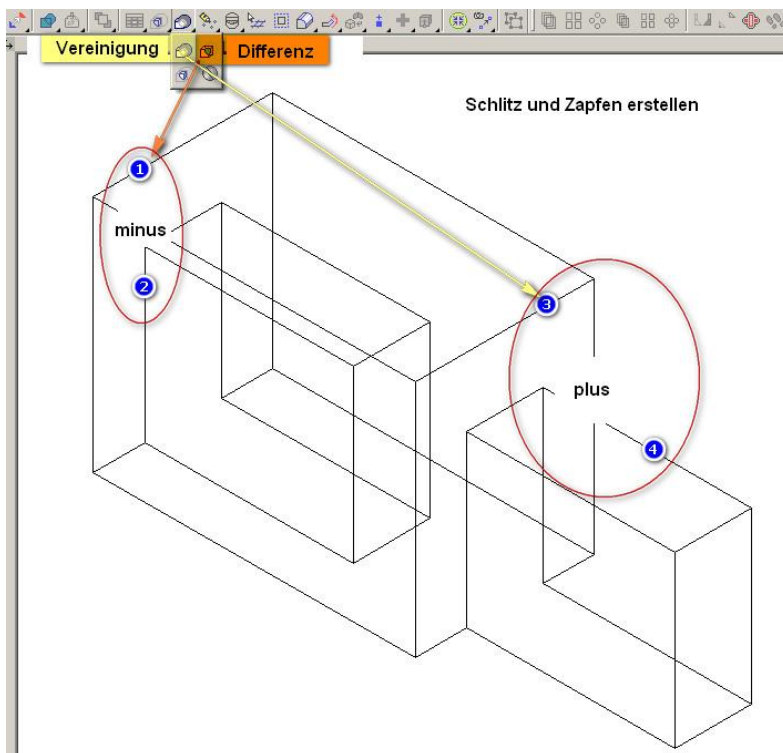 Vereinigung
Differenz
Schlitz und Zapfen erstellen
1
minus
2
3
plus
4